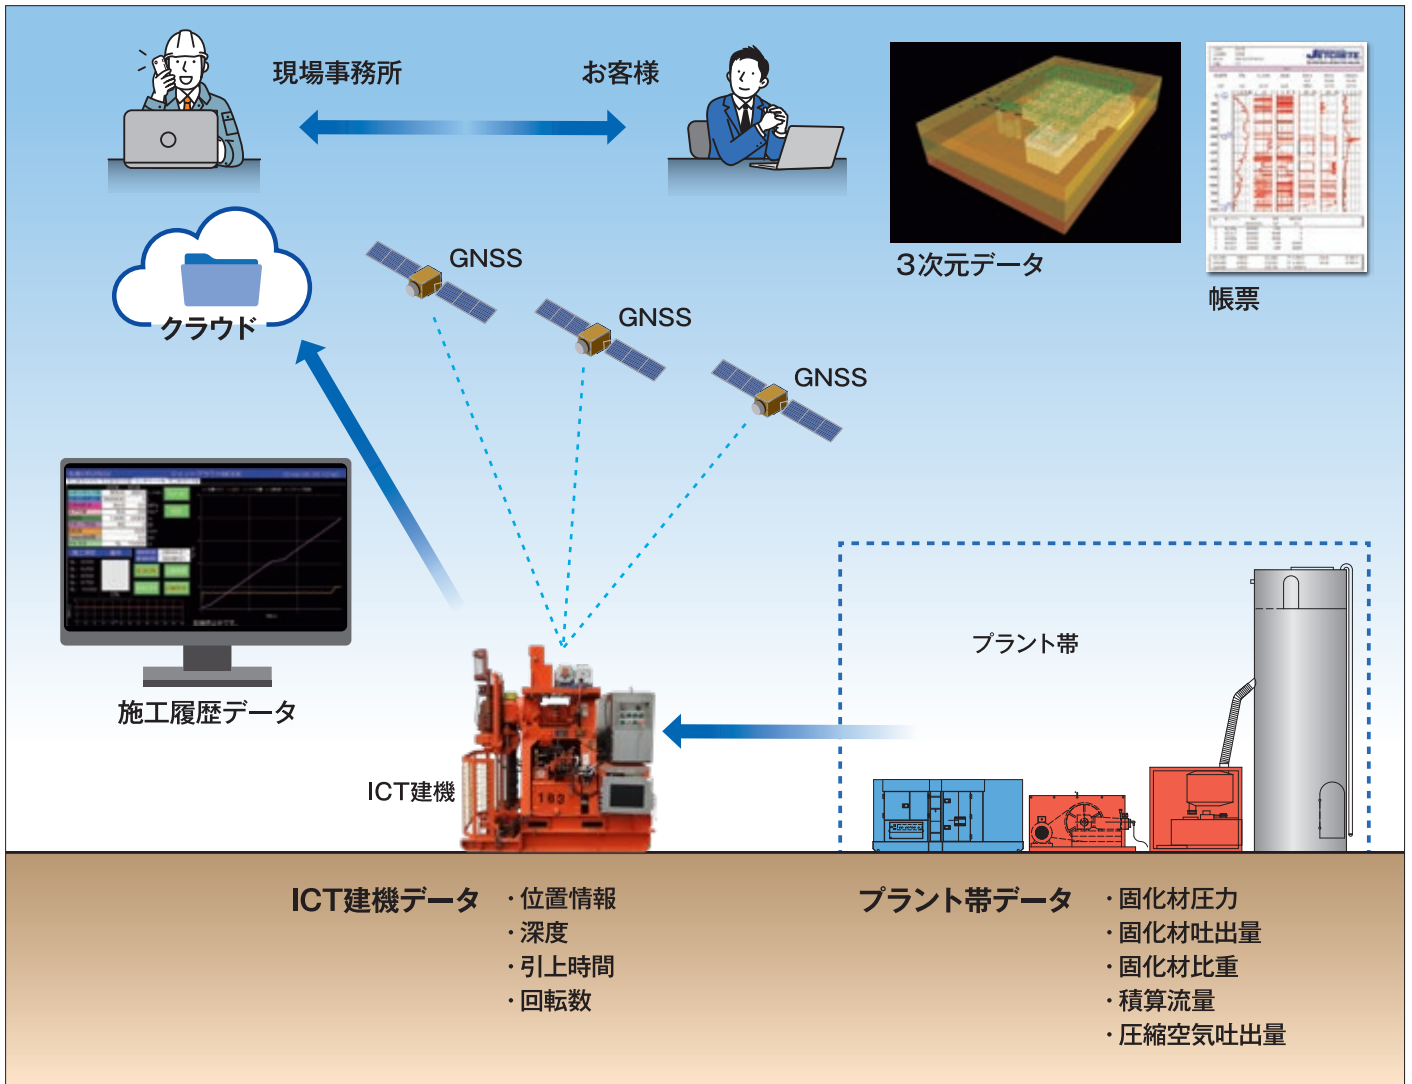 現場事務所
お客様
JETCRETE
3次元データ
帳票
GNSS
GNSS
GNSS
クラウド
施工履歴データ
プラント帯
ICT建機
163
ICT建機データ
・位置情報
・深度
・引上時間
・回転数
プラント帯データ
・固化材圧力
・固化材吐出量
・固化材比重
・積算流量
・圧縮空気吐出量